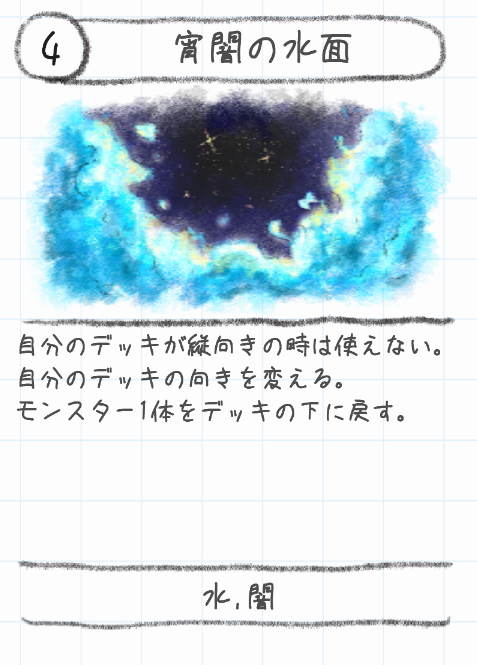 4
宵闇の水面
自分のデッキが縦向きの時は使えない。
自分のデッキの向きを変える。
モンスター1体をデッキの下に戻す。
水,闇